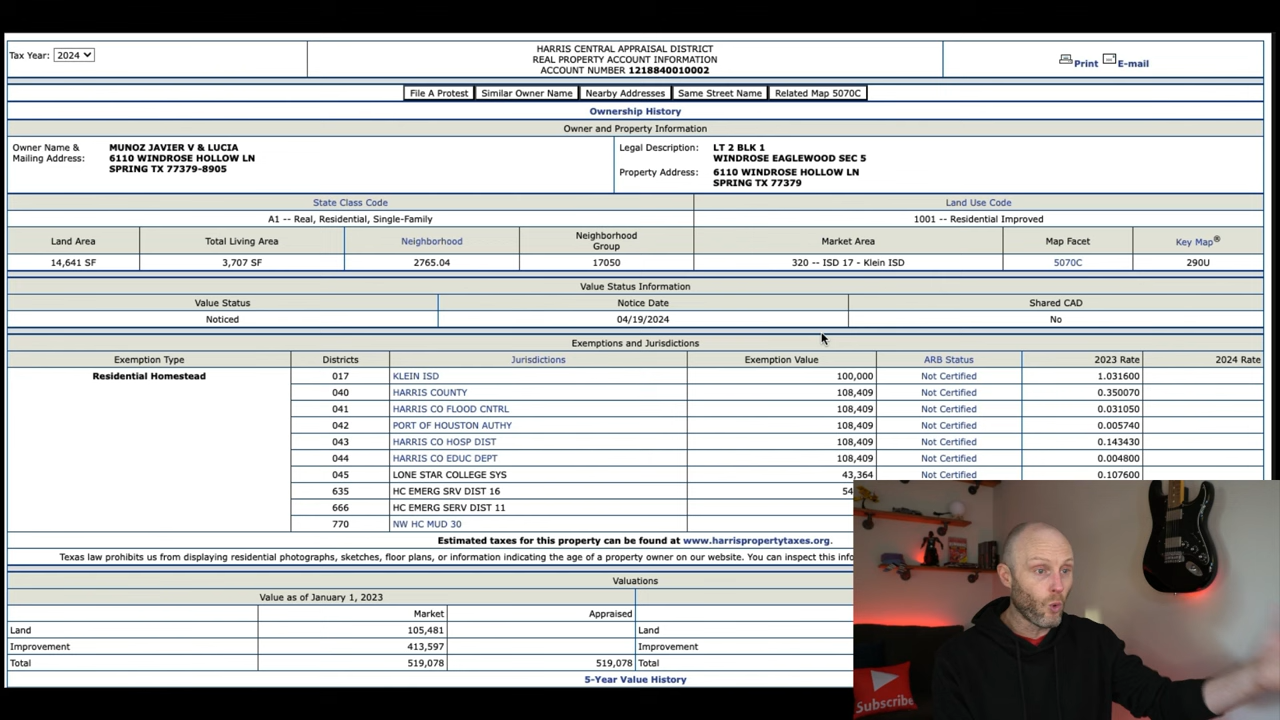 HARRIS CENTRAL APPRAISAL DISTRICT
Tax Year: 2024
REAL PROPERTY ACCOUNT INFORMATION
Print E-mail
ACCOUNT NUMBER 1218840010002
File A Protest Similar Owner Name Nearby Addresses Same Street Name Related Map 5070C
Ownership History
Owner and Property Information
Owner Name & MUNOZ JAVIER V & LUCIA Legal Description: LT 2 BLK 1
Mailing Address: 6110 WINDROSE HOLLOW LN WINDROSE EAGLEWOOD SEC 5
SPRING TX 77379-8905 Property Address: 6110 WINDROSE HOLLOW LN
SPRING TX 77379
State Class Code Land Use Code
A1 -- Real, Residential, Single-Family 1001 -- Residential Improved
Land Area Total Living Area Neighborhood Neighborhood Group Market Area Map Facet Key Map®
14,641 SF 3,707 SF 2765.04 17050 320 -- ISD 17 - Klein ISD 5070C 290U
Value Status Information
Value Status Notice Date Shared CAD
Noticed 04/19/2024 No
Exemptions and Jurisdictions
Exemption Type Districts Jurisdictions Exemption Value ARB Status 2023 Rate 2024 Rate
Residential Homestead 017 KLEIN ISD 100,000 Not Certified 1.031600
040 HARRIS COUNTY 108,409 Not Certified 0.350070
041 HARRIS CO FLOOD CNTRL 108,409 Not Certified 0.031050
042 PORT OF HOUSTON AUTHY 108,409 Not Certified 0.005740
043 HARRIS CO HOSP DIST 108,409 Not Certified 0.143430
044 HARRIS CO EDUC DEPT 108,409 Not Certified 0.004800
045 LONE STAR COLLEGE SYS 43,364 Not Certified 0.107600
635 HC EMERG SRV DIST 16 54
666 HC EMERG SERV DIST 11
770 NW HC MUD 30
Estimated taxes for this property can be found at www.harrispropertytaxes.org.
Texas law prohibits us from displaying residential photographs, sketches, floor plans, or information indicating the age of a property owner on our website. You can inspect this info
Valuations
Value as of January 1, 2023
Market Appraised
Land 105,481 Land
Improvement 413,597 Improvement
Total 519,078 519,078 Total
5-Year Value History
Subscribe